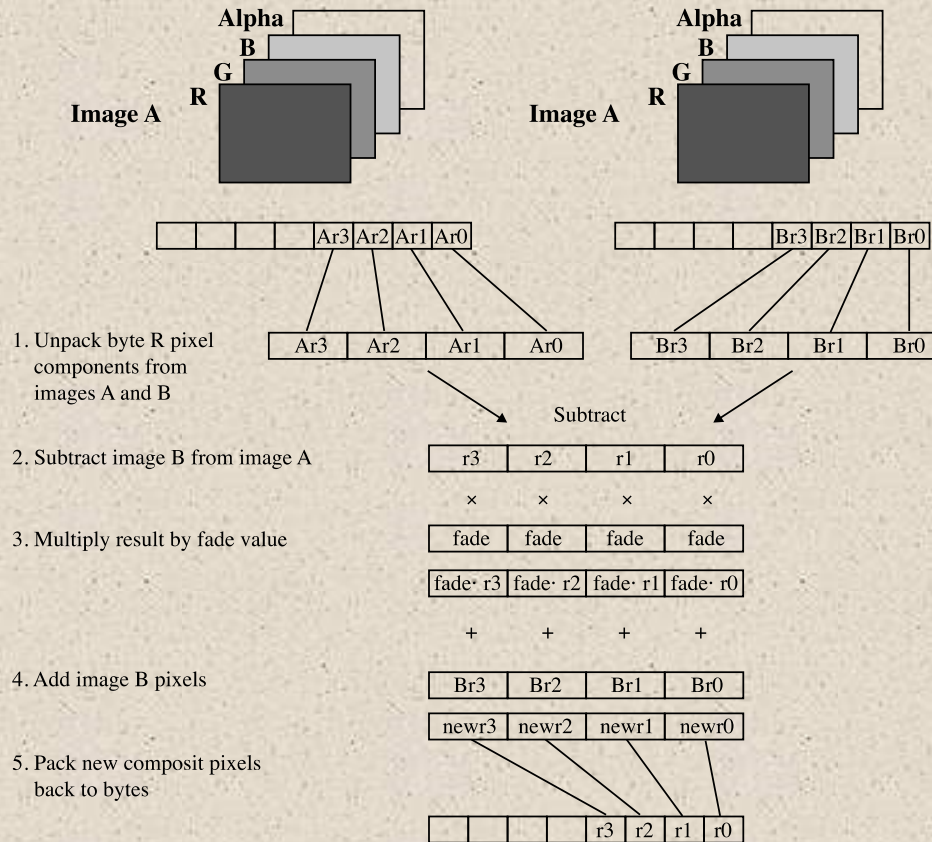 Alpha
B
G
R
Image A
Alpha
B
G
R
Image A
Ar3 Ar2 Ar1 Ar0
Br3 Br2 Br1 Br0
1. Unpack byte R pixel
components from
images A and B
Ar3 Ar2 Ar1 Ar0
Br3 Br2 Br1 Br0
Subtract
2. Subtract image B from image A
r3 r2 r1 r0
× × × ×
3. Multiply result by fade value
fade fade fade fade
fade· r3 fade· r2 fade· r1 fade· r0
+ + + +
4. Add image B pixels
Br3 Br2 Br1 Br0
newr3 newr2 newr1 newr0
5. Pack new composit pixels
back to bytes
r3 r2 r1 r0